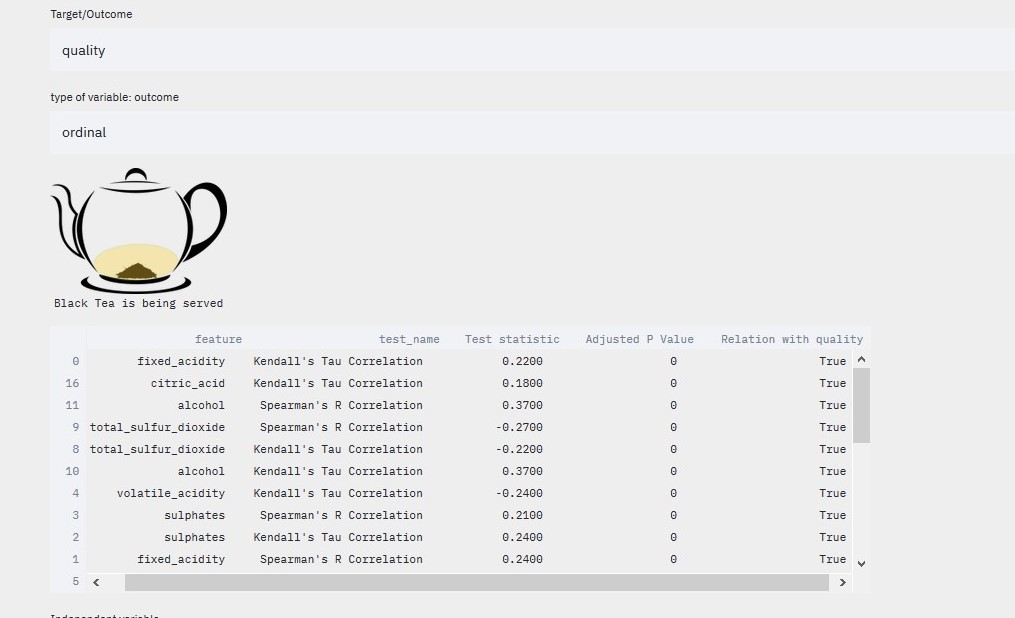 Target/Outcome
quality
type of variable: outcome
ordinal
Black Tea is being served
feature test_name Test statistic Adjusted P Value Relation with quality
0 fixed_acidity Kendall's Tau Correlation 0.2200 0 True
16 citric_acid Kendall's Tau Correlation 0.1800 0 True
11 alcohol Spearman's R Correlation 0.3700 0 True
9 total_sulfur_dioxide Spearman's R Correlation -0.2700 0 True
8 total_sulfur_dioxide Kendall's Tau Correlation -0.2200 0 True
10 alcohol Kendall's Tau Correlation 0.3700 0 True
4 volatile_acidity Kendall's Tau Correlation -0.2400 0 True
3 sulphates Spearman's R Correlation 0.2100 0 True
2 sulphates Kendall's Tau Correlation 0.2400 0 True
1 fixed_acidity Spearman's R Correlation 0.2400 0 True
5
Independent variable